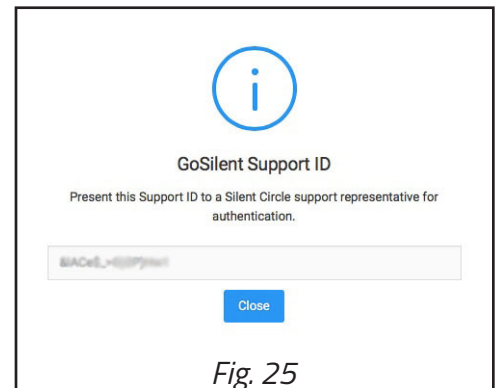 GoSilent Support ID
Present this Support ID to a Silent Circle support representative for
authentication.
Close
Fig. 25